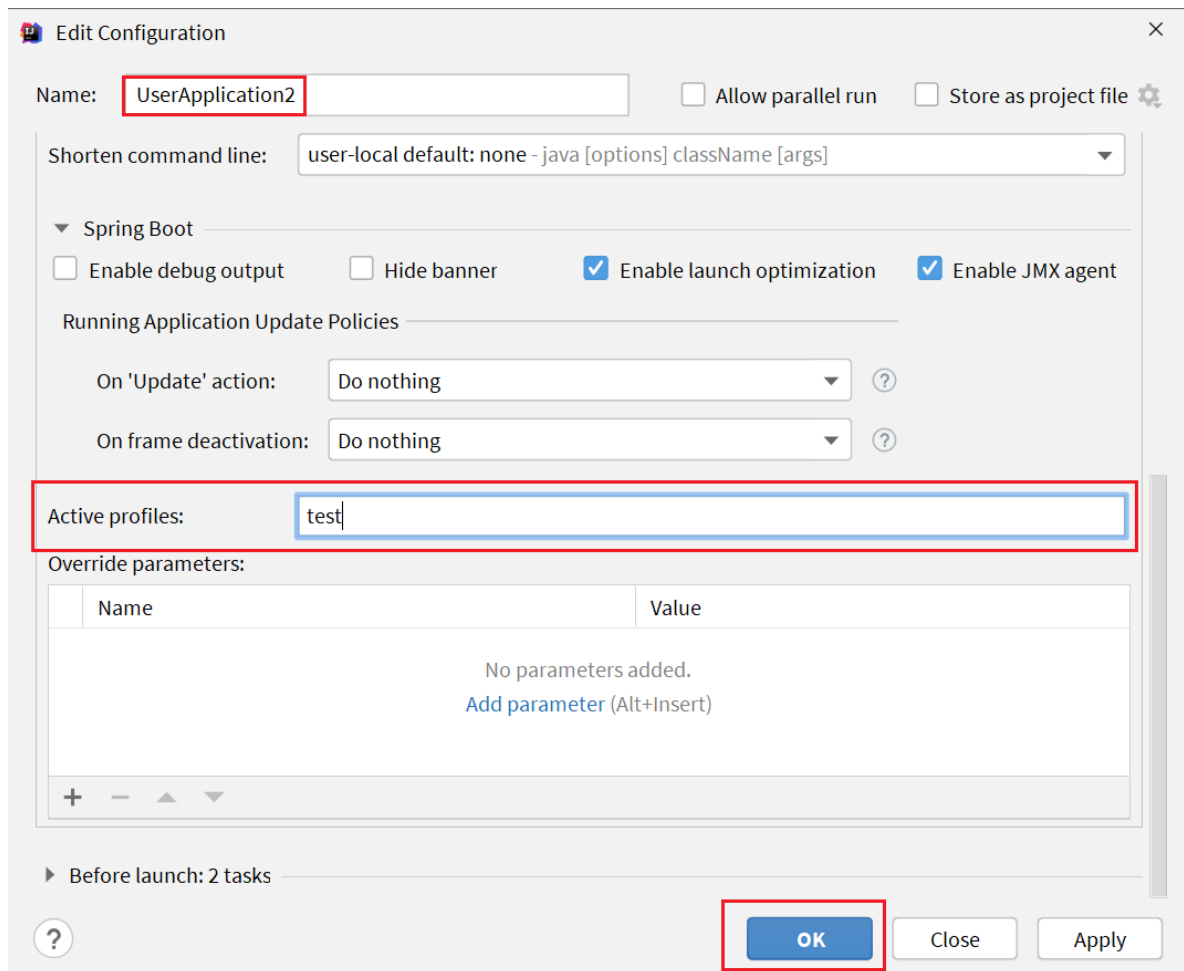 Edit Configuration
Name: UserApplication2 Allow parallel run Store as project file
Shorten command line: user-local default: none - java [options] className [args]
Spring Boot
Enable debug output Hide banner Enable launch optimization Enable JMX agent
Running Application Update Policies
On 'Update' action: Do nothing ?
On frame deactivation: Do nothing ?
Active profiles: test
Override parameters:
Name Value
No parameters added.
Add parameter (Alt+Insert)
Before launch: 2 tasks
? OK Close Apply